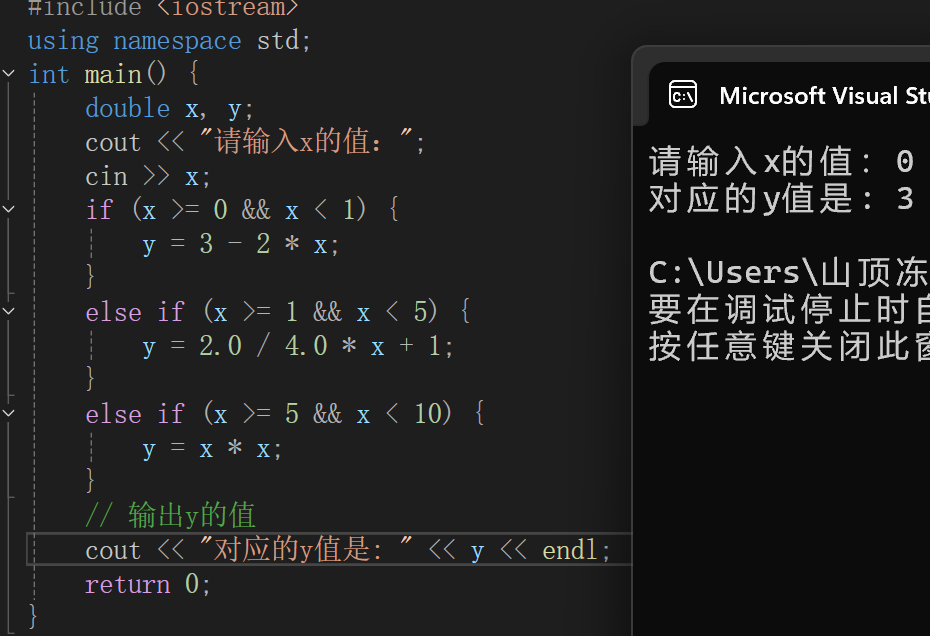 #include <iostream>
using namespace std;
int main() {
double x, y;
cout << "请输入x的值：";
cin >> x;
if (x >= 0 && x < 1) {
y = 3 - 2 * x;
}
else if (x >= 1 && x < 5) {
y = 2.0 / 4.0 * x + 1;
}
else if (x >= 5 && x < 10) {
y = x * x;
}
// 输出y的值
cout << "对应的y值是: " << y << endl;
return 0;
}
Microsoft Visual Stu
请输入x的值：0
对应的y值是: 3
C:\Users\山顶冻
要在调试停止时自
按任意键关闭此窗